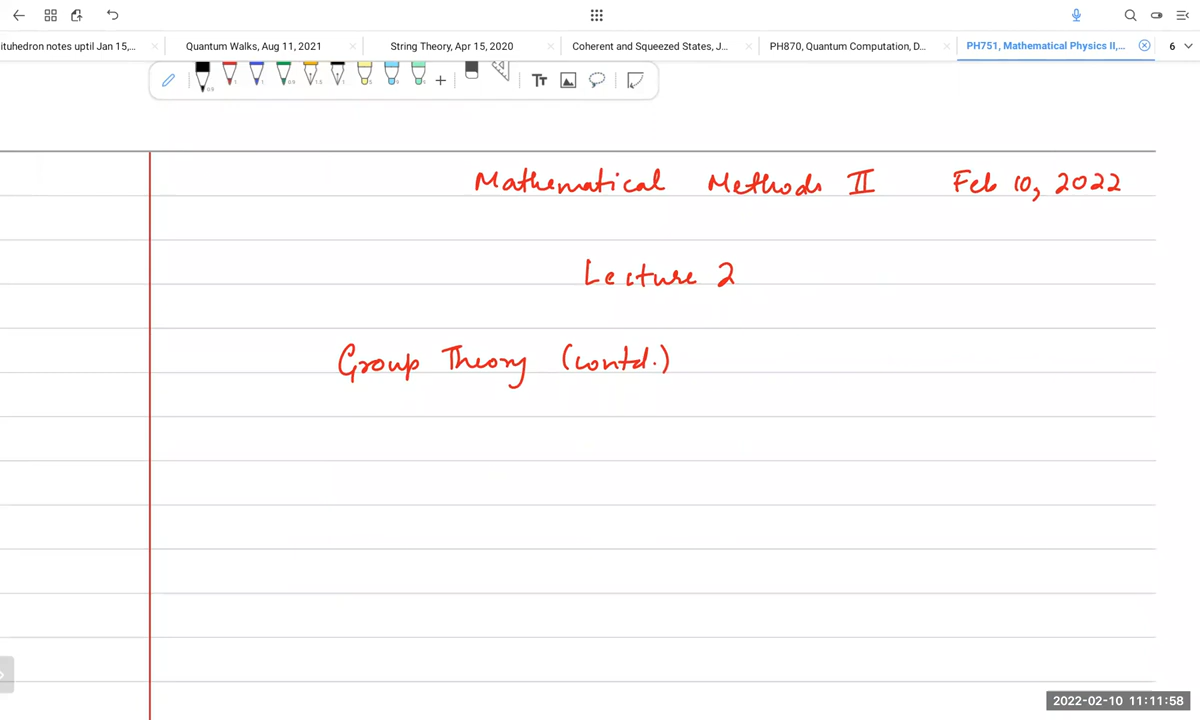 ituhedron notes uptil Jan 15,... Quantum Walks, Aug 11, 2021 String Theory, Apr 15, 2020 Coherent and Squeezed States, J... PH870, Quantum Computation, D... PH751, Mathematical Physics II,... 6
Tт
Mathematical Methods II Feb 10, 2022
Lecture 2
Group Theory (contd.)
2022-02-10 11:11:58